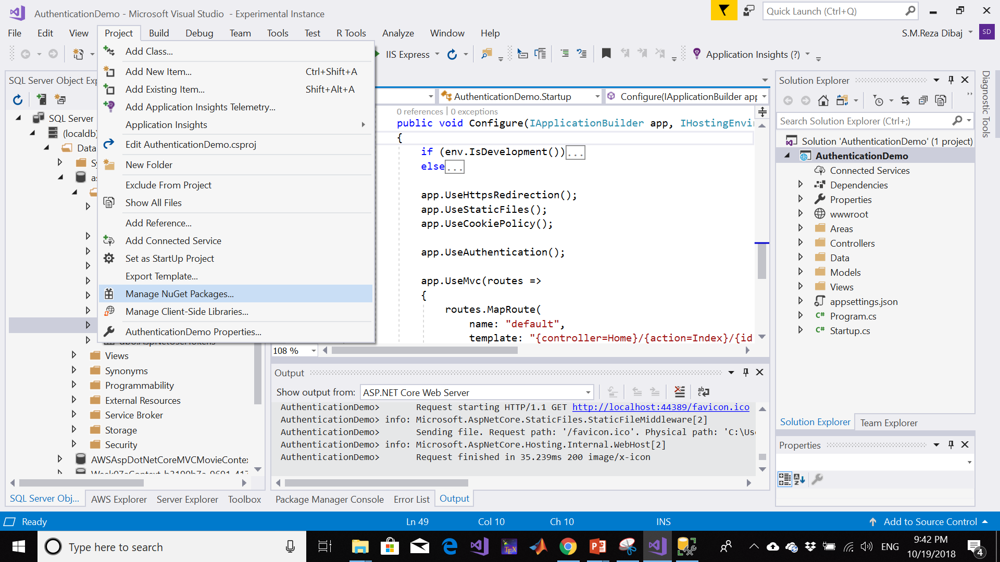 AuthenticationDemo - Microsoft Visual Studio - Experimental Instance
Quick Launch (Ctrl+Q)
File Edit View Project Build Debug Team Tools Test R Tools Analyze Window Help
S.M.Reza Dibaj SD
IIS Express
Application Insights (?)
Add Class...
Add New Item... Ctrl+Shift+A
Add Existing Item... Shift+Alt+A
Add Application Insights Telemetry...
Application Insights
Edit AuthenticationDemo.csproj
New Folder
Exclude From Project
Show All Files
Add Reference...
Add Connected Service
Set as StartUp Project
Export Template...
Manage NuGet Packages...
Manage Client-Side Libraries...
AuthenticationDemo Properties...
SQL Server Object Exp
SQL Server
(localdb)
Data
Sy
as
Views
Synonyms
Programmability
External Resources
Service Broker
Storage
Security
AWSAspDotNetCoreMVCMovieConte
SQL Server Obj... AWS Explorer Server Explorer Toolbox
AuthenticationDemo.Startup
Configure(IApplicationBuilder app
0 references | 0 exceptions
public void Configure(IApplicationBuilder app, IHostingEnvi
{
if (env.IsDevelopment())...
else...
app.UseHttpsRedirection();
app.UseStaticFiles();
app.UseCookiePolicy();
app.UseAuthentication();
app.UseMvc(routes =>
{
routes.MapRoute(
name: "default",
template: "{controller=Home}/{action=Index}/{id
108 %
Output
Show output from: ASP.NET Core Web Server
AuthenticationDemo> Request starting HTTP/1.1 GET http://localhost:44389/favicon.ico
AuthenticationDemo> info: Microsoft.AspNetCore.StaticFiles.StaticFileMiddleware[2]
AuthenticationDemo> Sending file. Request path: '/favicon.ico'. Physical path: 'C:\Use
AuthenticationDemo> info: Microsoft.AspNetCore.Hosting.Internal.WebHost[2]
AuthenticationDemo> Request finished in 35.239ms 200 image/x-icon
Package Manager Console Error List Output
Solution Explorer
Search Solution Explorer (Ctrl+;)
Solution 'AuthenticationDemo' (1 project)
AuthenticationDemo
Connected Services
Dependencies
Properties
wwwroot
Areas
Controllers
Data
Models
Views
appsettings.json
C# Program.cs
C# Startup.cs
Solution Explorer Team Explorer
Properties
Diagnostic Tools
Ready
Ln 49 Col 10 Ch 10 INS
Add to Source Control
Type here to search
ENG
9:42 PM
10/19/2018
4